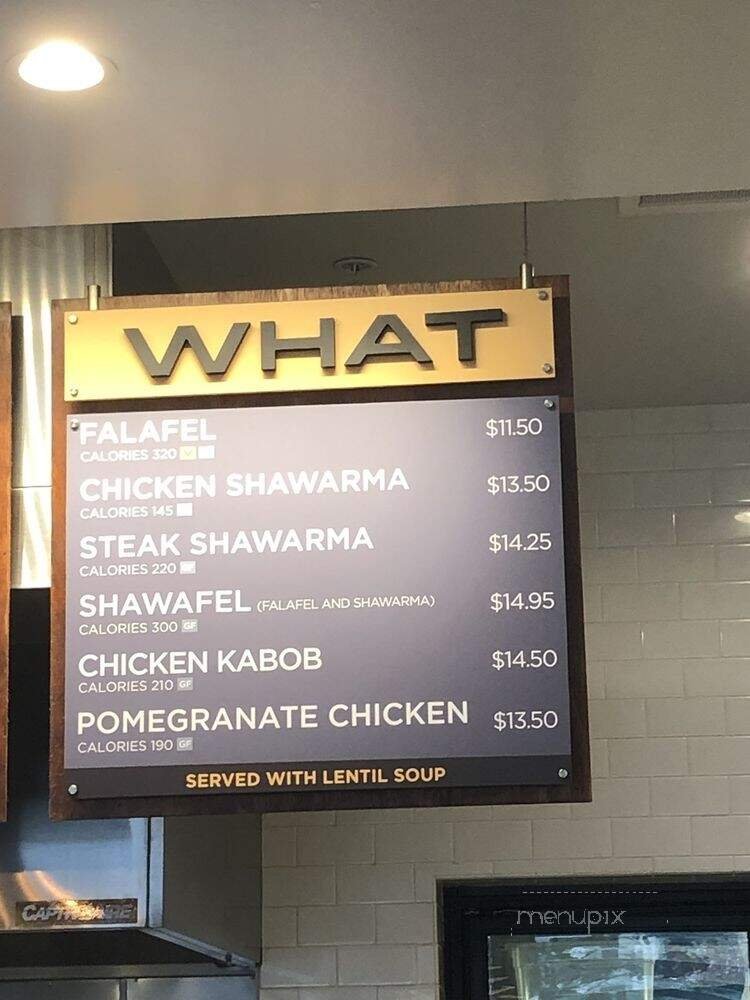 WHAT
FALAFEL $11.50
CALORIES 320 V
CHICKEN SHAWARMA $13.50
CALORIES 145
STEAK SHAWARMA $14.25
CALORIES 220 GF
SHAWAFEL (FALAFEL AND SHAWARMA) $14.95
CALORIES 300 GF
CHICKEN KABOB $14.50
CALORIES 210 GF
POMEGRANATE CHICKEN $13.50
CALORIES 190 GF
SERVED WITH LENTIL SOUP
menupix